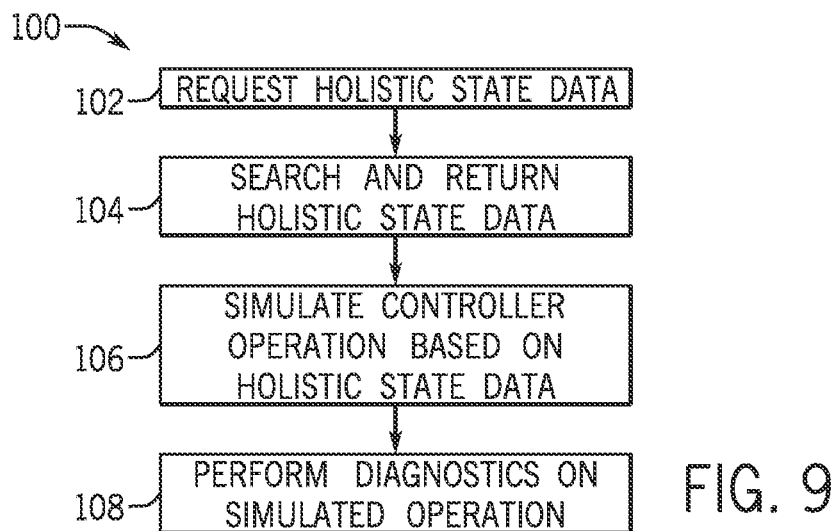 100
102
REQUEST HOLISTIC STATE DATA
104
SEARCH AND RETURN
HOLISTIC STATE DATA
106
SIMULATE CONTROLLER
OPERATION BASED ON
HOLISTIC STATE DATA
108
PERFORM DIAGNOSTICS ON
SIMULATED OPERATION
FIG. 9